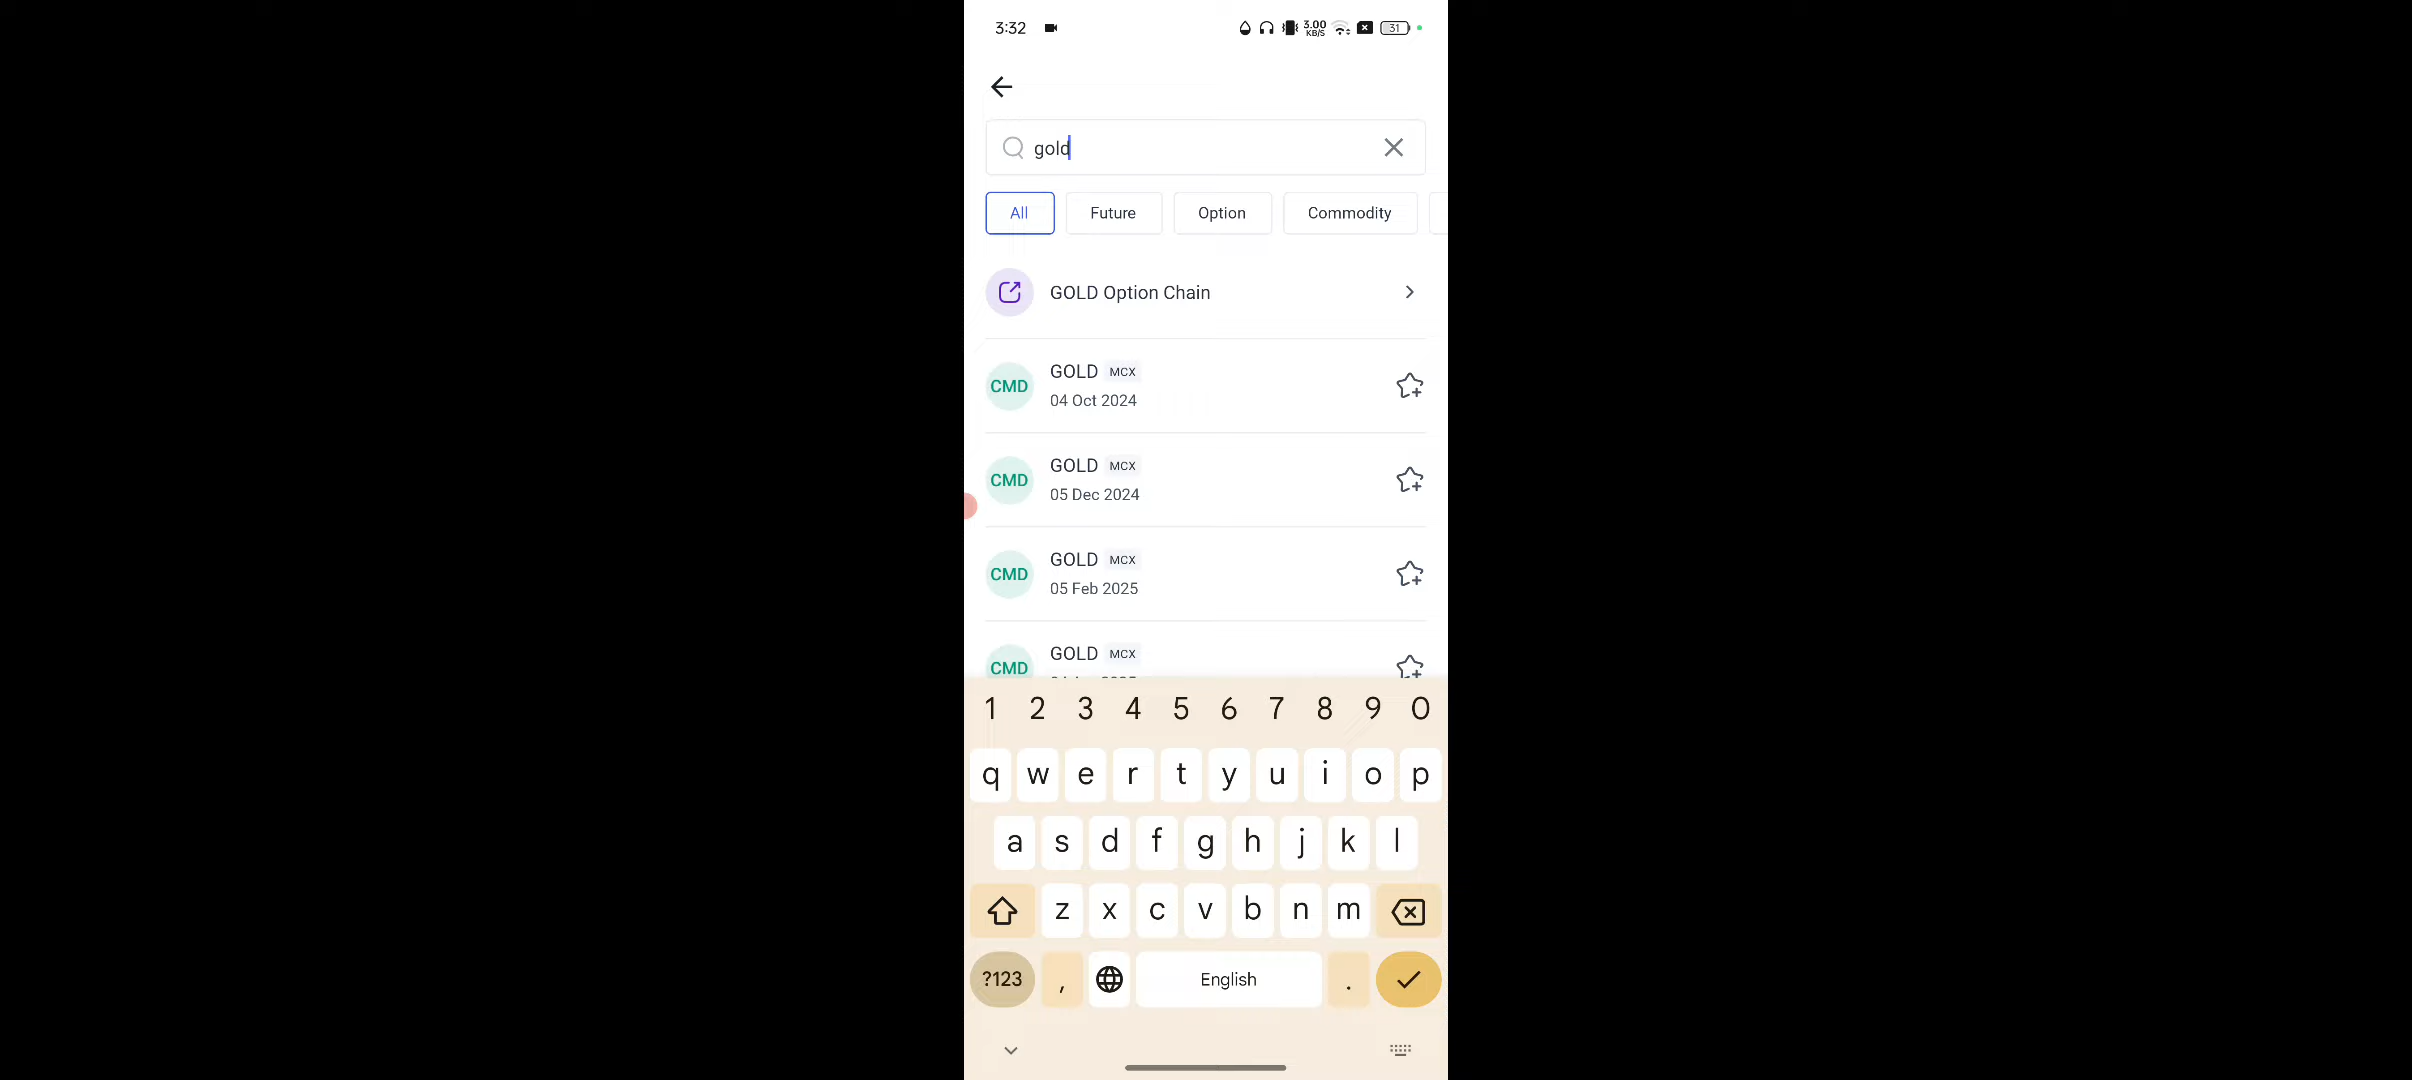 3:32 3.00 KB/S 31
gold
All Future Option Commodity
GOLD Option Chain
CMD GOLD MCX
04 Oct 2024
CMD GOLD MCX
05 Dec 2024
CMD GOLD MCX
05 Feb 2025
CMD GOLD MCX
1 2 3 4 5 6 7 8 9 0
q w e r t y u i o p
a s d f g h j k l
z x c v b n m
?123 , English .